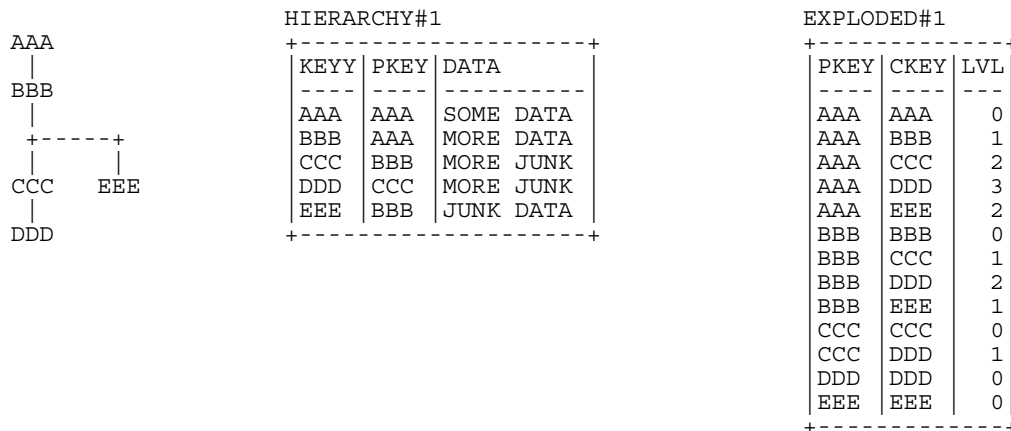 HIERARCHY#1 EXPLODED#1
AAA +---------------------+ +--------------+
| |KEYY|PKEY|DATA | |PKEY|CKEY|LVL|
BBB |----|----|----------| |----|----|---|
| |AAA |AAA |SOME DATA | |AAA |AAA | 0|
+-----+ |BBB |AAA |MORE DATA | |AAA |BBB | 1|
| | |CCC |BBB |MORE JUNK | |AAA |CCC | 2|
CCC EEE |DDD |CCC |MORE JUNK | |AAA |DDD | 3|
| |EEE |BBB |JUNK DATA | |AAA |EEE | 2|
DDD +---------------------+ |BBB |BBB | 0|
|BBB |CCC | 1|
|BBB |DDD | 2|
|BBB |EEE | 1|
|CCC |CCC | 0|
|CCC |DDD | 1|
|DDD |DDD | 0|
|EEE |EEE | 0|
+--------------+